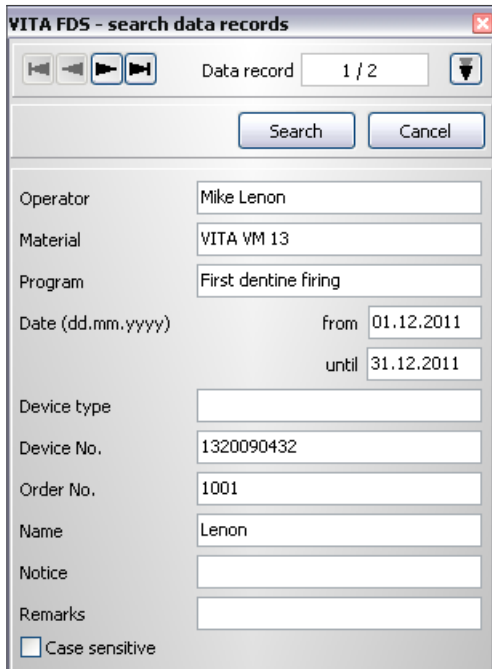 VITA FDS - search data records
Data record 1 / 2
Search Cancel
Operator Mike Lenon
Material VITA VM 13
Program First dentine firing
Date (dd.mm.yyyy) from 01.12.2011
until 31.12.2011
Device type
Device No. 1320090432
Order No. 1001
Name Lenon
Notice
Remarks
Case sensitive